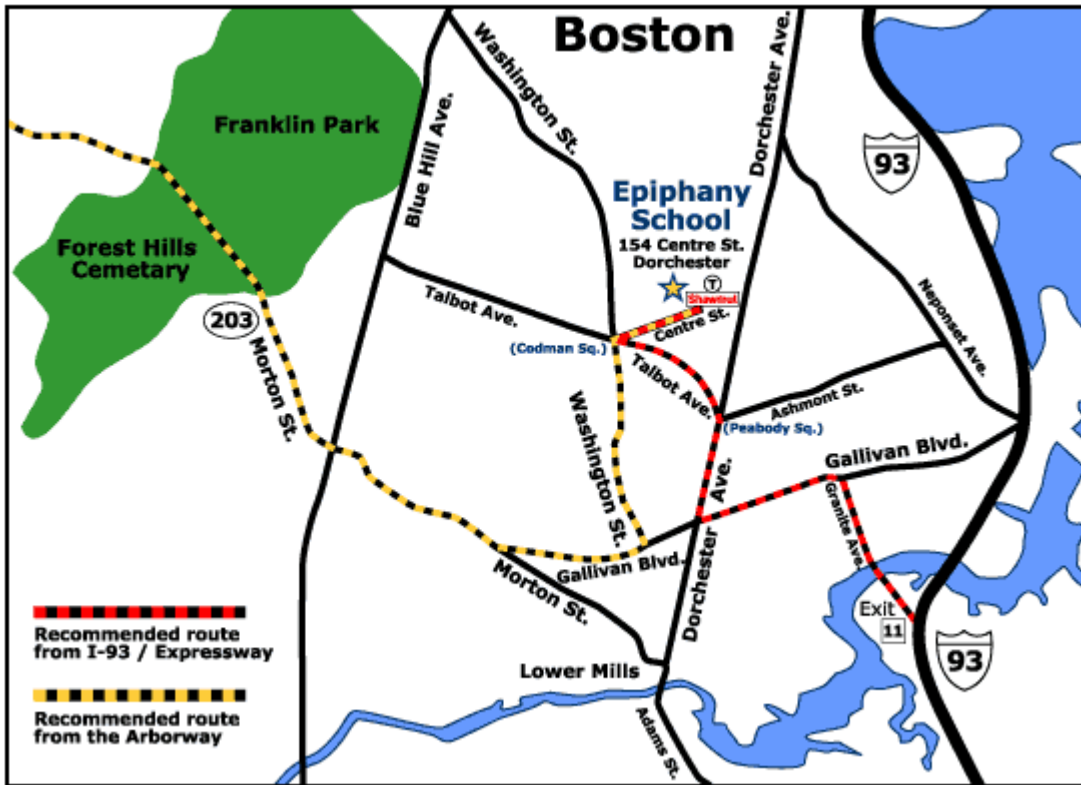 Boston
Washington St.
Dorchester Ave.
Franklin Park
93
Blue Hill Ave.
Epiphany
School
154 Centre St.
Dorchester
Forest Hills
Cemetary
T
Shawmut
Neponset Ave.
Talbot Ave.
203
Centre St.
(Codman Sq.)
Morton St.
Talbot Ave.
Ashmont St.
(Peabody Sq.)
Washington St.
Gallivan Blvd.
Ave.
Granite Ave.
Gallivan Blvd.
Morton St.
Dorchester
Exit
11
Recommended route
from I-93 / Expressway
93
Lower Mills
Recommended route
from the Arborway
Adams St.